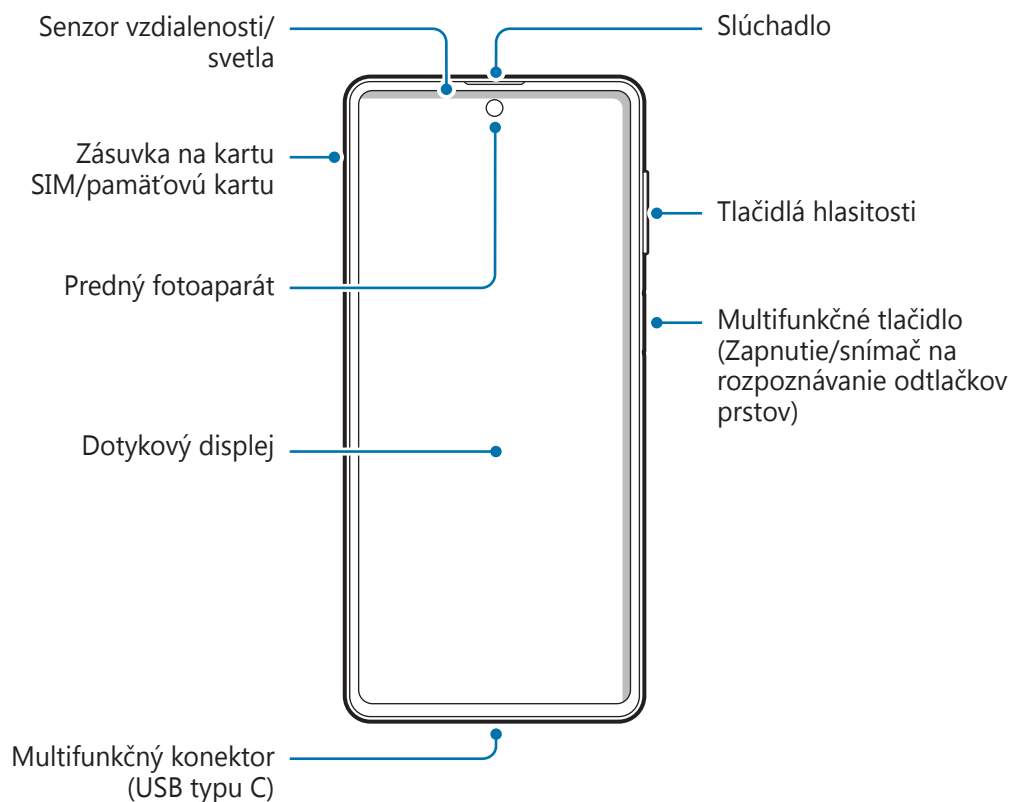 Senzor vzdialenosti/
svetla
Slúchadlo
Zásuvka na kartu
SIM/pamäťovú kartu
Tlačidlá hlasitosti
Predný fotoaparát
Multifunkčné tlačidlo
(Zapnutie/snímač na
rozpoznávanie odtlačkov
prstov)
Dotykový displej
Multifunkčný konektor
(USB typu C)